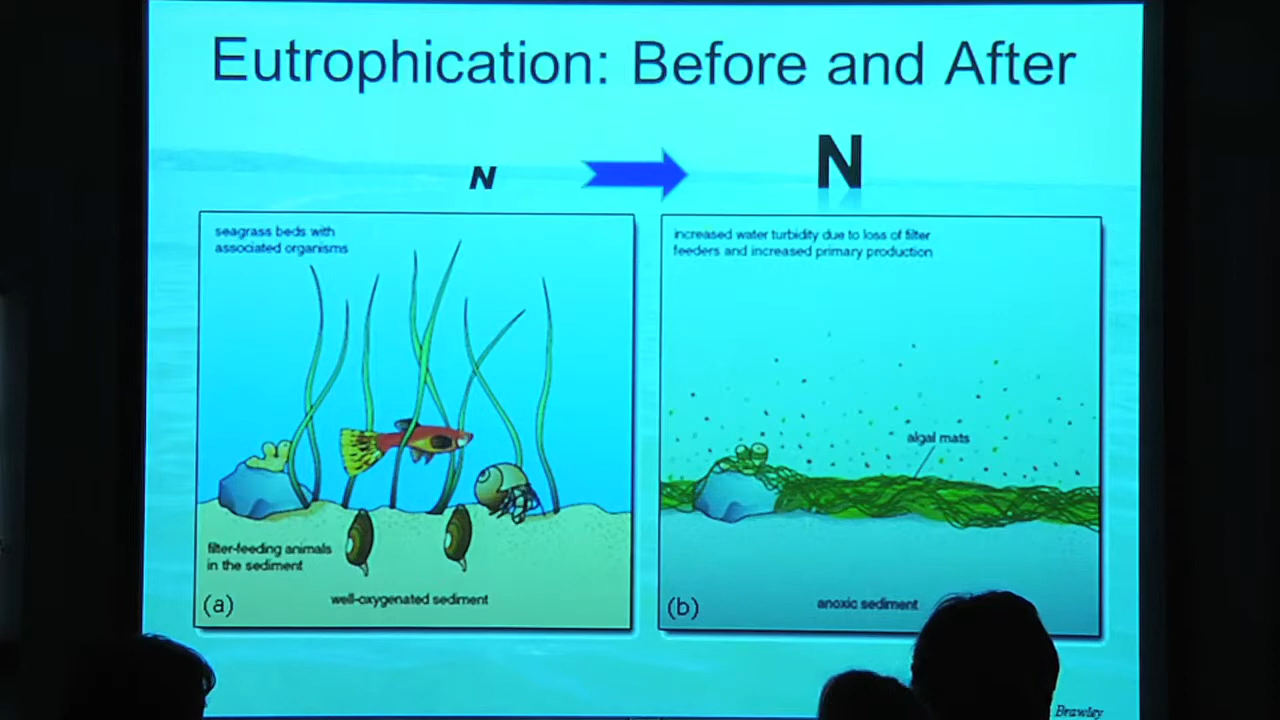 Eutrophication: Before and After
N
N
seagrass beds with
associated organisms
filter-feeding animals
in the sediment
well-oxygenated sediment
(a)
increased water turbidity due to loss of filter
feeders and increased primary production
algal mats
anoxic sediment
(b)
Brawley